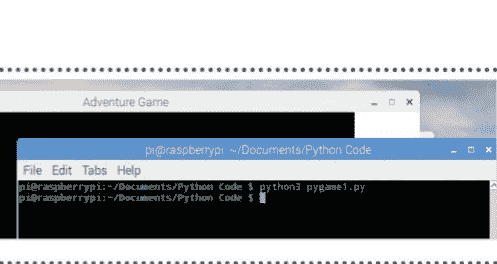 Adventure Game
pi@raspberrypi: ~/Documents/Python Code
File Edit Tabs Help
pi@raspberrypi:~/Documents/Python Code $ python3 pygame1.py
pi@raspberrypi:~/Documents/Python Code $